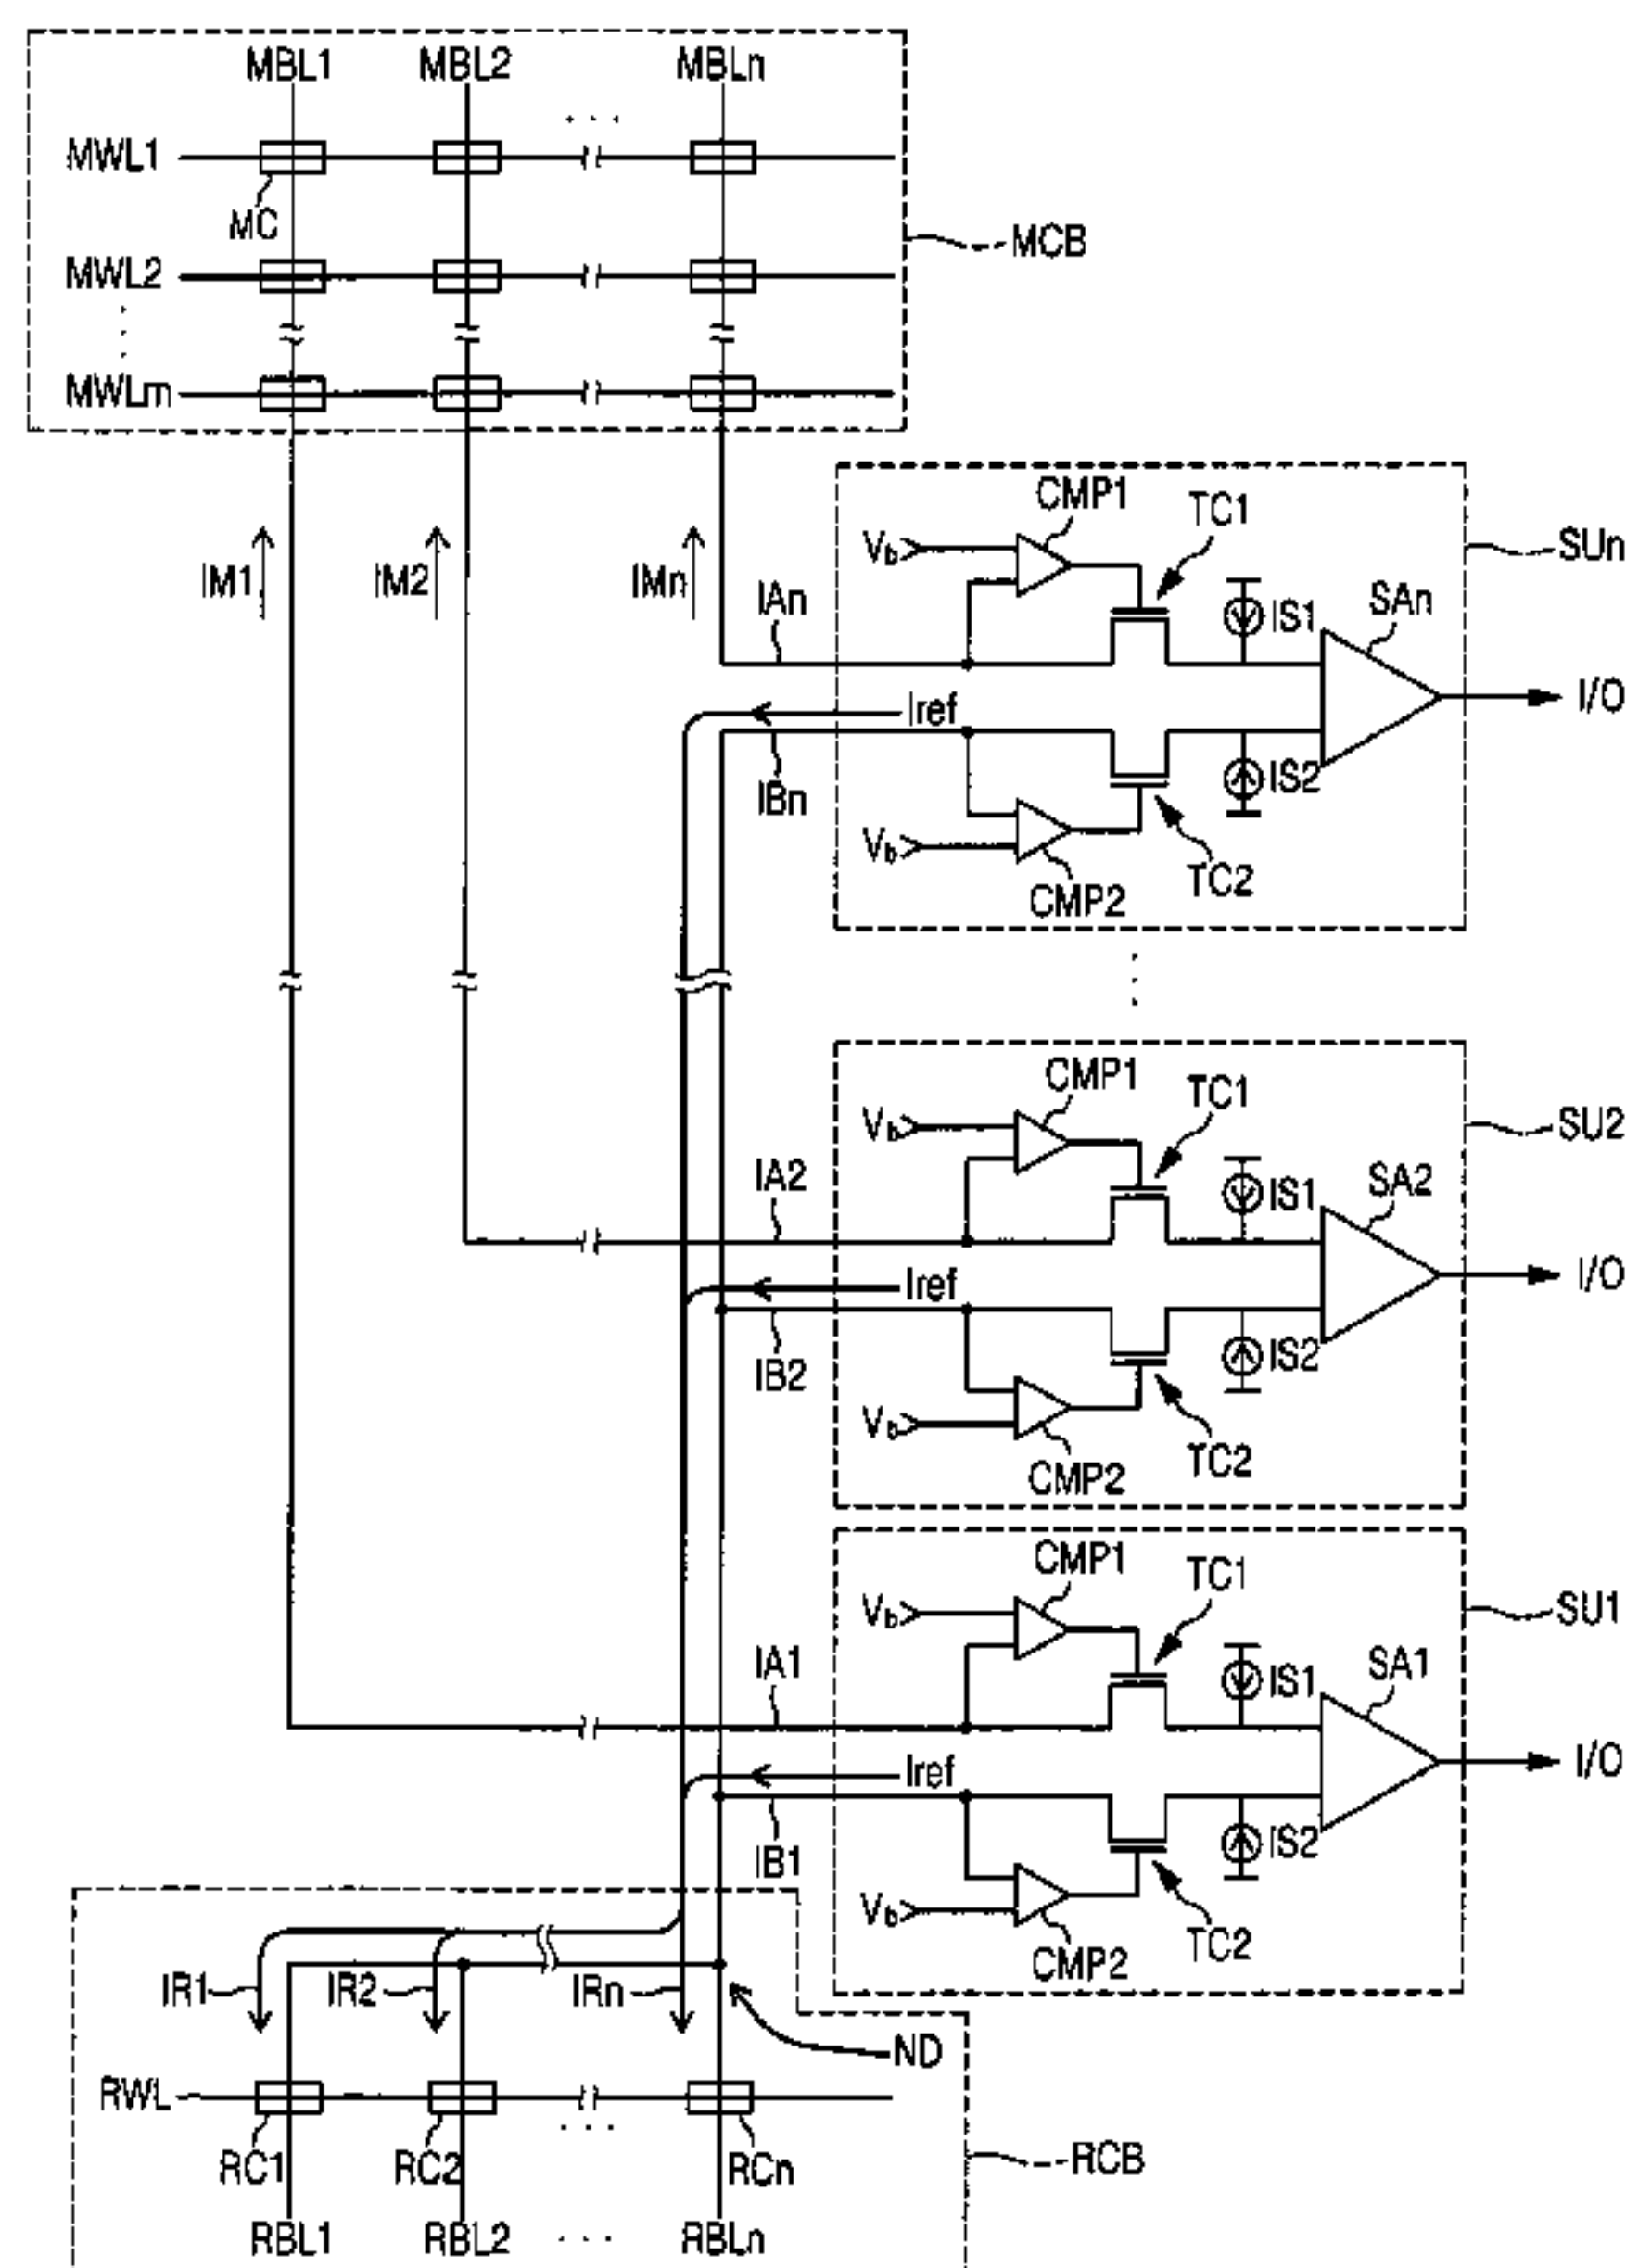 MBL1 MBL2 MBLn
. . .
MWL1
MC
MCB
MWL2
MWLm
CMP1
TC1
Vb
SUn
IM1 IM2 IMn
IAn
IS1
SAn
Iref
I/O
IBn
IS2
Vb
TC2
CMP2
CMP1
TC1
Vb
SU2
IA2
IS1
SA2
Iref
I/O
IB2
IS2
Vb
TC2
CMP2
CMP1
TC1
Vb
SU1
IA1
IS1
SA1
Iref
I/O
IB1
IS2
Vb
TC2
CMP2
IR1 IR2 IRn
ND
RWL
. . .
RC1 RC2 RCn
RCB
RBL1 RBL2 . . . RBLn